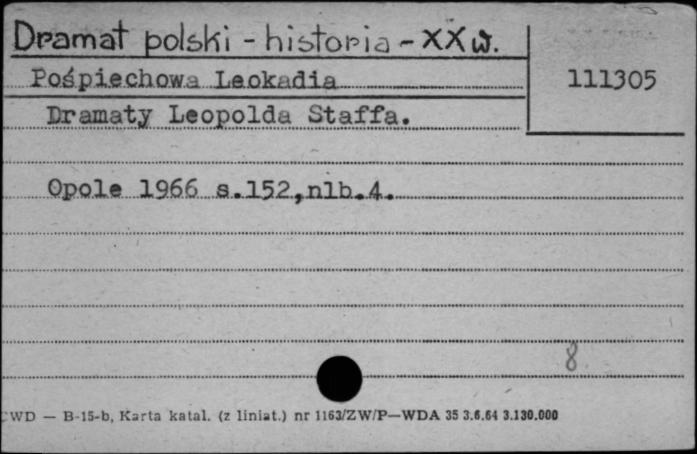 Dramat polski - historia - XX w.
Pośpiechowa Leokadia
111305
Dramaty Leopolda Staffa.
Opole 1966 s.152,nlb.4.
8
CWD — B-15-b, Karta katal. (z liniat.) nr 1163/ZW/P—WDA 35 3.6.64 3.130.000